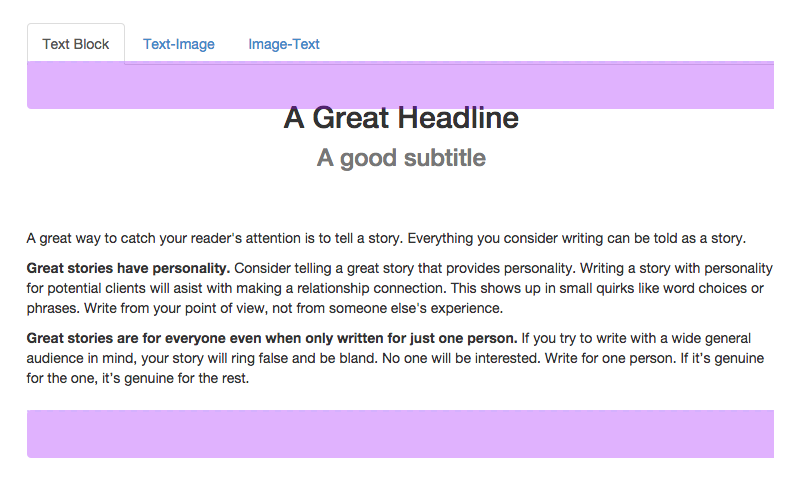 Text Block Text-Image Image-Text
A Great Headline
A good subtitle
A great way to catch your reader's attention is to tell a story. Everything you consider writing can be told as a story.
Great stories have personality. Consider telling a great story that provides personality. Writing a story with personality
for potential clients will asist with making a relationship connection. This shows up in small quirks like word choices or
phrases. Write from your point of view, not from someone else's experience.
Great stories are for everyone even when only written for just one person. If you try to write with a wide general
audience in mind, your story will ring false and be bland. No one will be interested. Write for one person. If it's genuine
for the one, it's genuine for the rest.